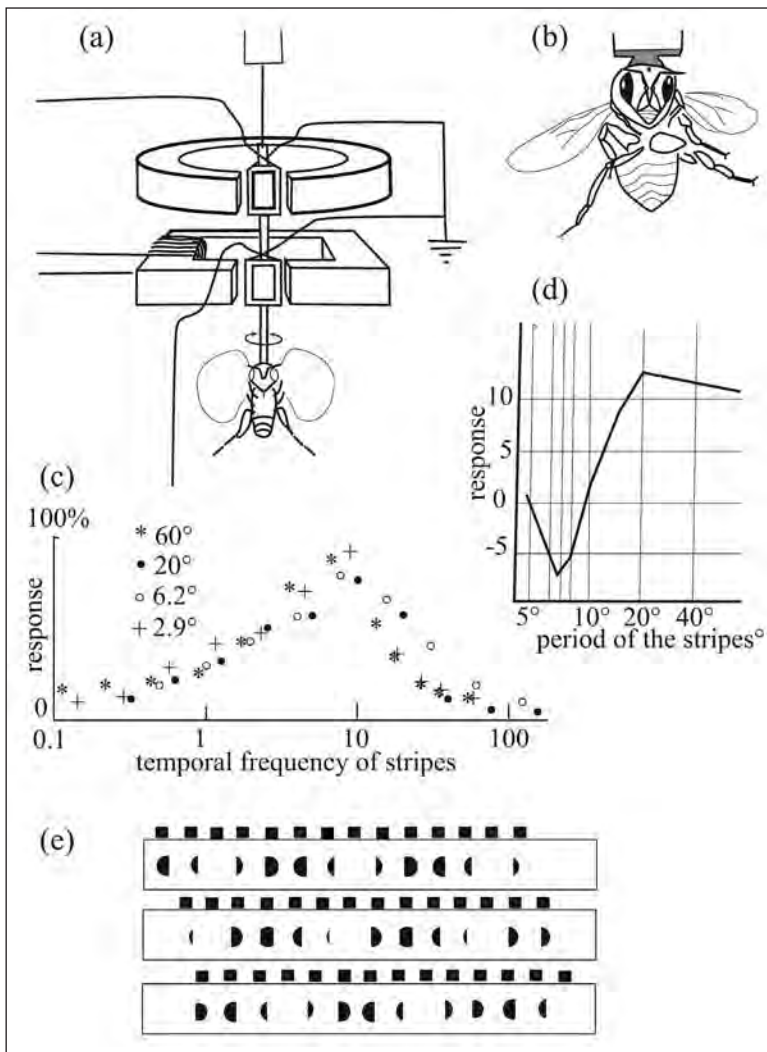 (a)
(b)
(d)
10
5
0
-5
response
5° 10° 20° 40°
period of the stripes°
(c)
100%
* 60°
• 20°
○ 6.2°
+ 2.9°
response
0
0.1 1 10 100
temporal frequency of stripes
(e)